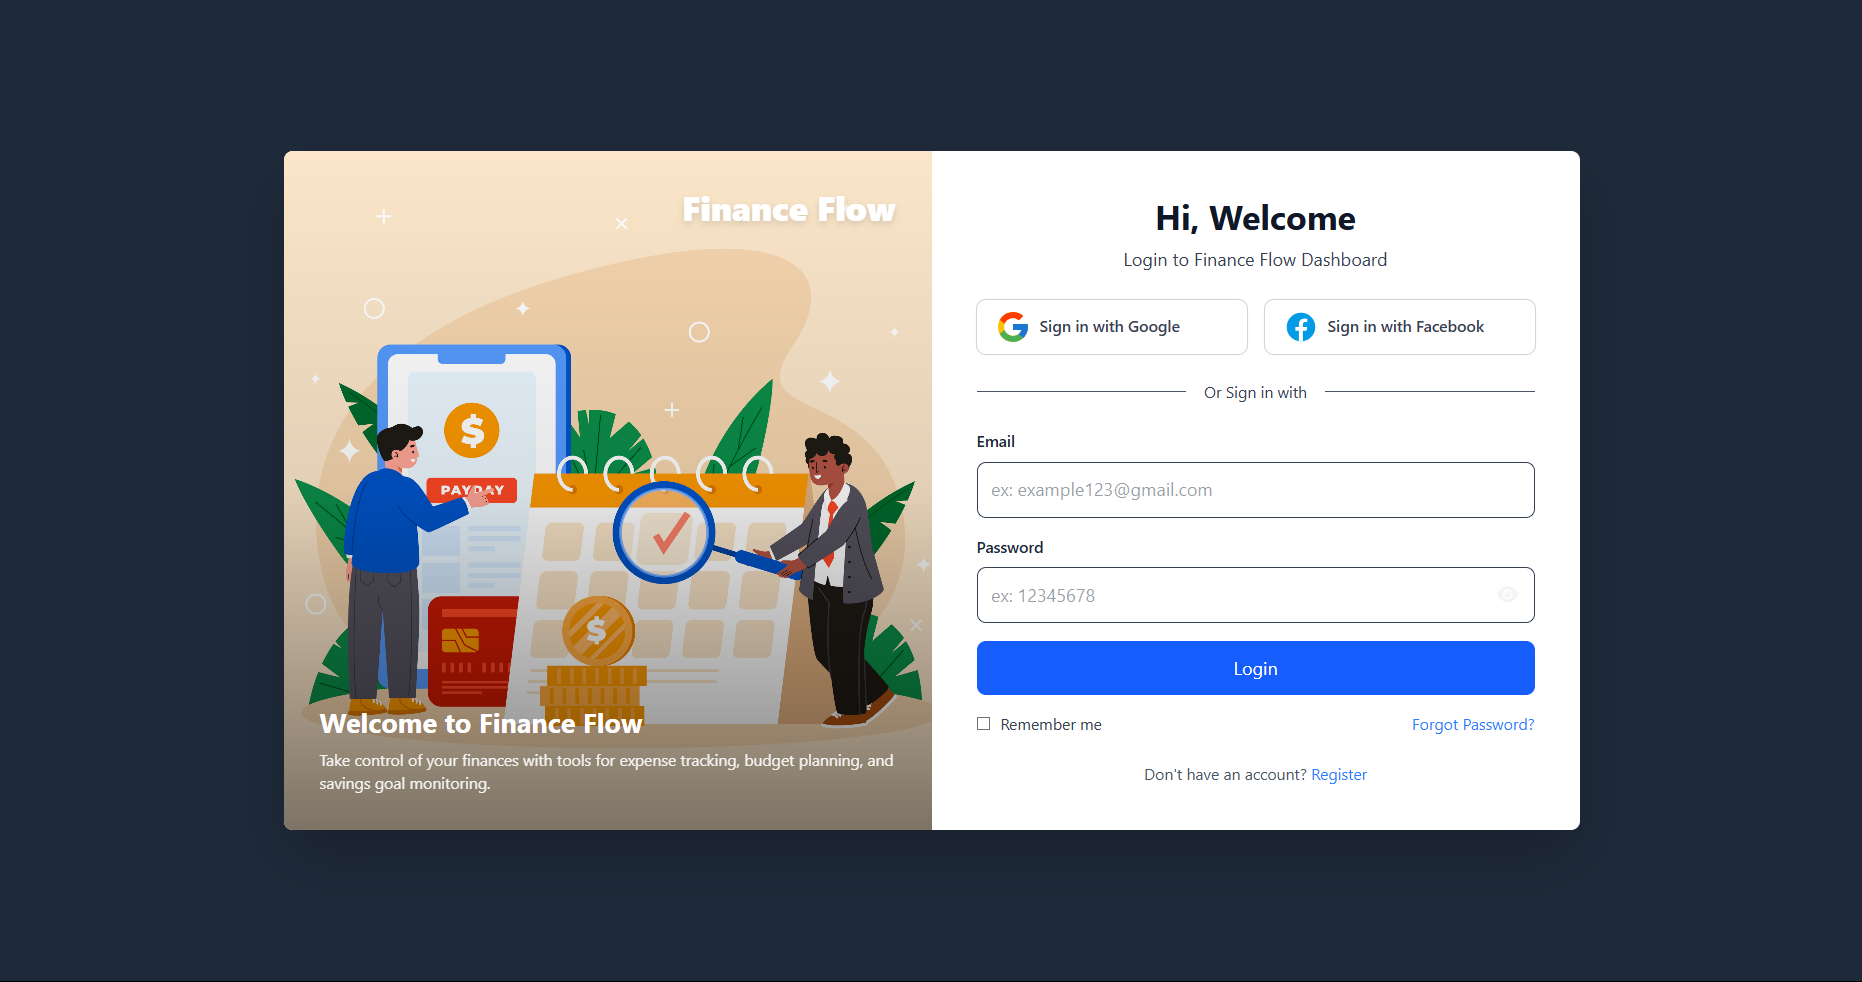 Finance Flow
PAYDAY
$
$
Welcome to Finance Flow
Take control of your finances with tools for expense tracking, budget planning, and
savings goal monitoring.
Hi, Welcome
Login to Finance Flow Dashboard
Sign in with Google
Sign in with Facebook
Or Sign in with
Email
ex: example123@gmail.com
Password
ex: 12345678
Login
Remember me
Forgot Password?
Don't have an account? Register